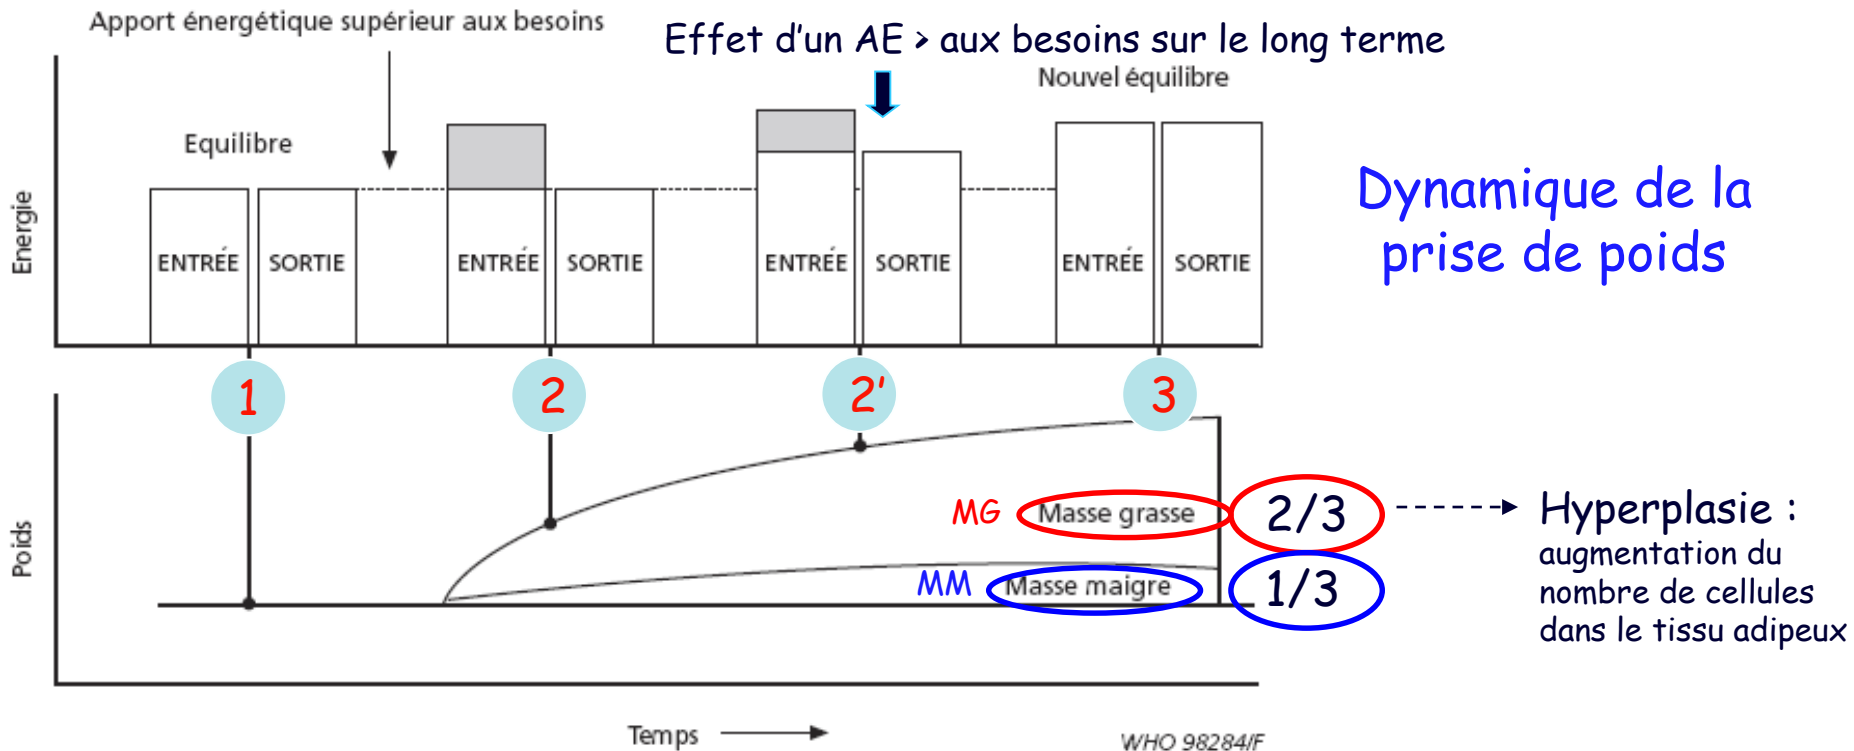 Apport énergétique supérieur aux besoins
Effet d'un AE > aux besoins sur le long terme
Nouvel équilibre
Equilibre
Energie
ENTRÉE
SORTIE
ENTRÉE
SORTIE
ENTRÉE
SORTIE
ENTRÉE
SORTIE
Dynamique de la
prise de poids
1
2
2'
3
Poids
MG
Masse grasse
2/3
MM
Masse maigre
1/3
Hyperplasie :
augmentation du
nombre de cellules
dans le tissu adipeux
Temps
WHO 98284/F